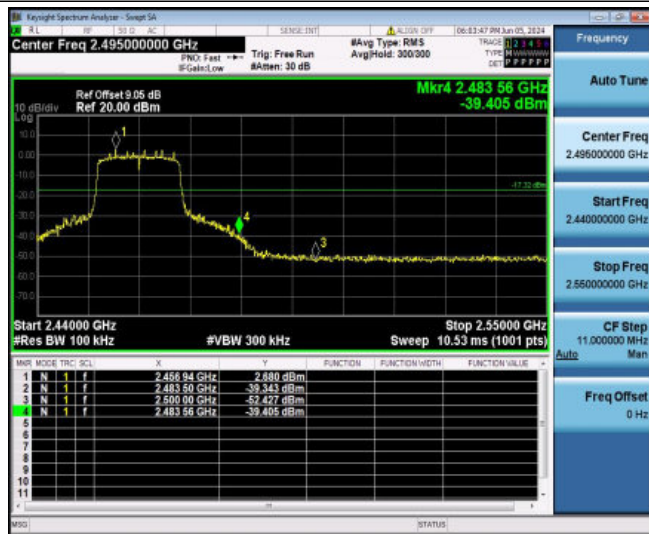 Keysight Spectrum Analyzer - Swept SA
RL RF 50 Ω AC SENSE:INT ALIGN OFF 06:03:47 PM Jun 05, 2024
Center Freq 2.495000000 GHz
PNO: Fast
IFGain:Low
Trig: Free Run
#Atten: 30 dB
#Avg Type: RMS
Avg|Hold: 300/300
TRACE 1 2 3 4 5 6
TYPE M W W W W W
DET P P P P P P
Frequency
Ref Offset 9.05 dB
10 dB/div Ref 20.00 dBm
Log
Mkr4 2.483 56 GHz
-39.405 dBm
10.0
0.00
-10.0
-20.0
-30.0
-40.0
-50.0
-60.0
-70.0
1
4
3
-17.32 dBm
Start 2.44000 GHz Stop 2.55000 GHz
#Res BW 100 kHz #VBW 300 kHz Sweep 10.53 ms (1001 pts)
MKR MODE TRC SCL X Y FUNCTION FUNCTION WIDTH FUNCTION VALUE
1 N 1 f 2.456 94 GHz 2.680 dBm
2 N 1 f 2.483 50 GHz -39.343 dBm
3 N 1 f 2.500 00 GHz -52.427 dBm
4 N 1 f 2.483 56 GHz -39.405 dBm
5
6
7
8
9
10
11
MSG STATUS
Auto Tune
Center Freq
2.495000000 GHz
Start Freq
2.440000000 GHz
Stop Freq
2.550000000 GHz
CF Step
11.000000 MHz
Auto Man
Freq Offset
0 Hz